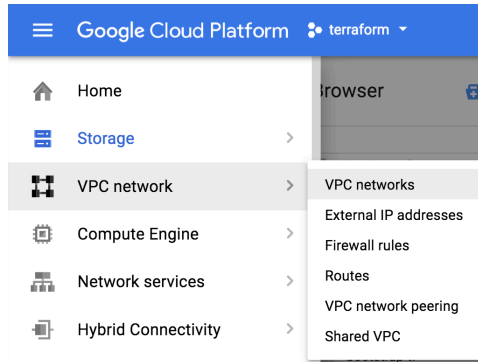 Google Cloud Platform terraform
Home
Browser
Storage
VPC network
Compute Engine
Network services
Hybrid Connectivity
VPC networks
External IP addresses
Firewall rules
Routes
VPC network peering
Shared VPC